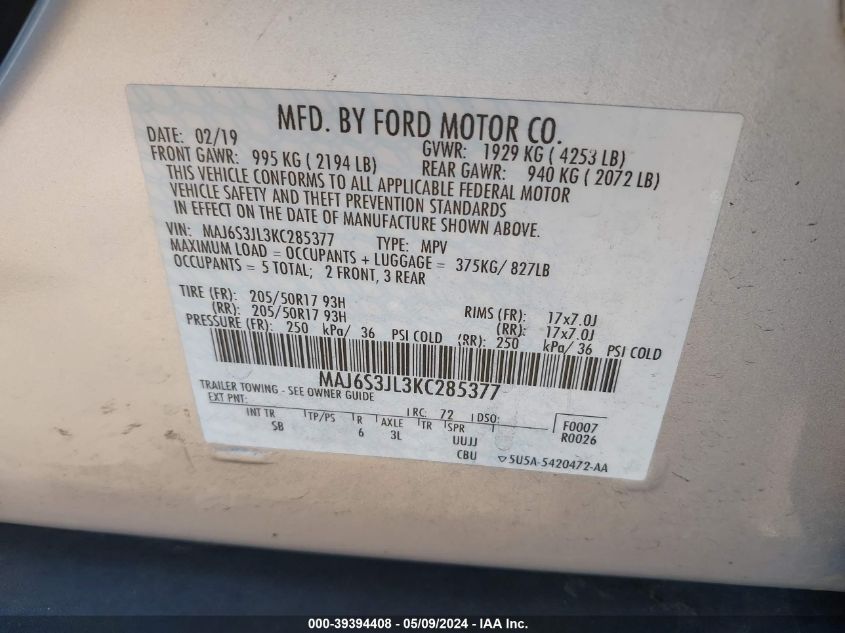 MFD. BY FORD MOTOR CO.
DATE: 02/19 GVWR: 1929 KG ( 4253 LB)
FRONT GAWR: 995 KG ( 2194 LB) REAR GAWR: 940 KG ( 2072 LB)
THIS VEHICLE CONFORMS TO ALL APPLICABLE FEDERAL MOTOR
VEHICLE SAFETY AND THEFT PREVENTION STANDARDS
IN EFFECT ON THE DATE OF MANUFACTURE SHOWN ABOVE.
VIN: MAJ6S3JL3KC285377 TYPE: MPV
MAXIMUM LOAD = OCCUPANTS + LUGGAGE = 375KG/ 827LB
OCCUPANTS = 5 TOTAL; 2 FRONT, 3 REAR
TIRE (FR): 205/50R17 93H RIMS (FR): 17x7.0J
(RR): 205/50R17 93H (RR): 17x7.0J
PRESSURE (FR): 250 kPa/ 36 PSI COLD (RR): 250 kPa/ 36 PSI COLD
MAJ6S3JL3KC285377
TRAILER TOWING - SEE OWNER GUIDE
EXT PNT: RC: 72 DSO: F0007
INT TR TP/PS R AXLE TR SPR R0026
SB 6 3L UUJJ
CBU 5U5A-5420472-AA
000-39394408 - 05/09/2024 - IAA Inc.